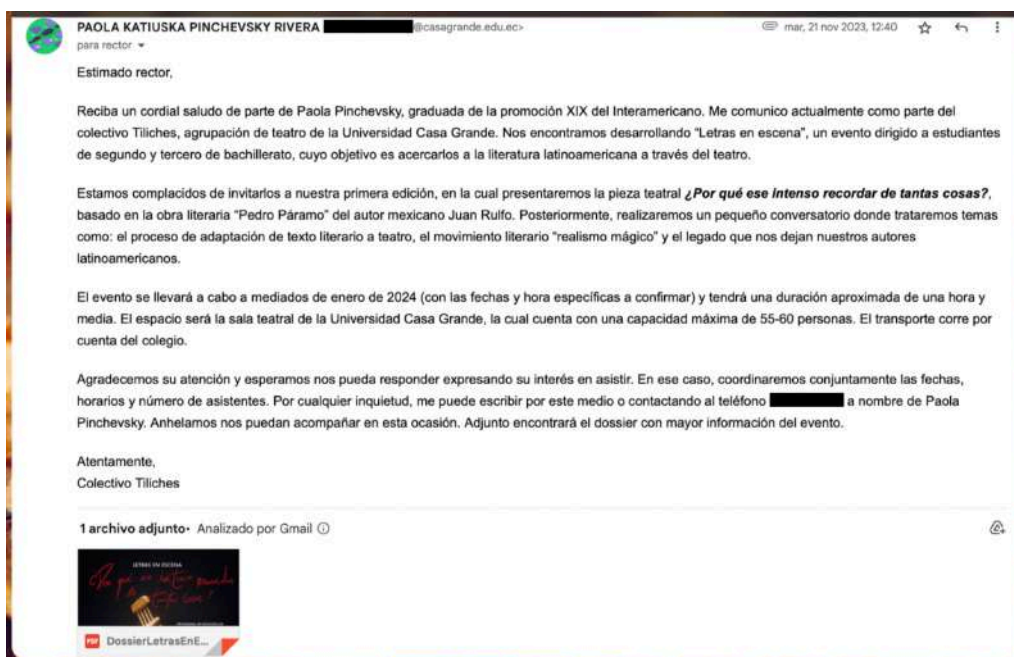 PAOLA KATIUSKA PINCHEVSKY RIVERA @casagrande.edu.ec> mar, 21 nov 2023, 12:40
para rector
Estimado rector,
Reciba un cordial saludo de parte de Paola Pinchevsky, graduada de la promoción XIX del Interamericano. Me comunico actualmente como parte del
colectivo Tiliches, agrupación de teatro de la Universidad Casa Grande. Nos encontramos desarrollando "Letras en escena", un evento dirigido a estudiantes
de segundo y tercero de bachillerato, cuyo objetivo es acercarlos a la literatura latinoamericana a través del teatro.
Estamos complacidos de invitarlos a nuestra primera edición, en la cual presentaremos la pieza teatral ¿Por qué ese intenso recordar de tantas cosas?,
basado en la obra literaria "Pedro Páramo" del autor mexicano Juan Rulfo. Posteriormente, realizaremos un pequeño conversatorio donde trataremos temas
como: el proceso de adaptación de texto literario a teatro, el movimiento literario "realismo mágico" y el legado que nos dejan nuestros autores
latinoamericanos.
El evento se llevará a cabo a mediados de enero de 2024 (con las fechas y hora específicas a confirmar) y tendrá una duración aproximada de una hora y
media. El espacio será la sala teatral de la Universidad Casa Grande, la cual cuenta con una capacidad máxima de 55-60 personas. El transporte corre por
cuenta del colegio.
Agradecemos su atención y esperamos nos pueda responder expresando su interés en asistir. En ese caso, coordinaremos conjuntamente las fechas,
horarios y número de asistentes. Por cualquier inquietud, me puede escribir por este medio o contactando al teléfono a nombre de Paola
Pinchevsky. Anhelamos nos puedan acompañar en esta ocasión. Adjunto encontrará el dossier con mayor información del evento.
Atentamente,
Colectivo Tiliches
1 archivo adjunto • Analizado por Gmail
LETRAS EN ESCENA
PDF DossierLetrasEnE...